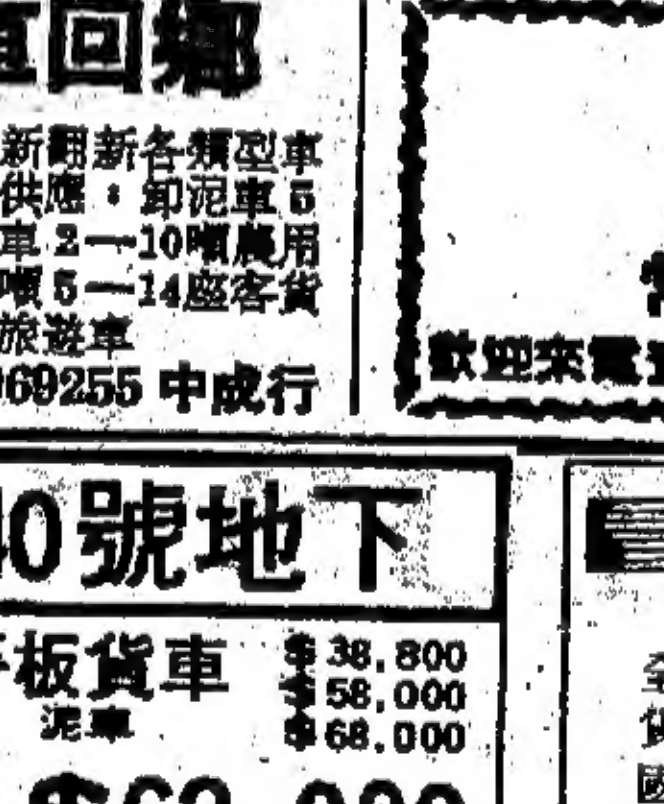 回鄉
新翻新各類型車
供應：卸泥車5
車2—10噸農用
噸5—14座客貨
旅遊車
69255 中成行
歡迎來電
40號地下
板貨車 $38,800
$58,000
泥車 $68,000